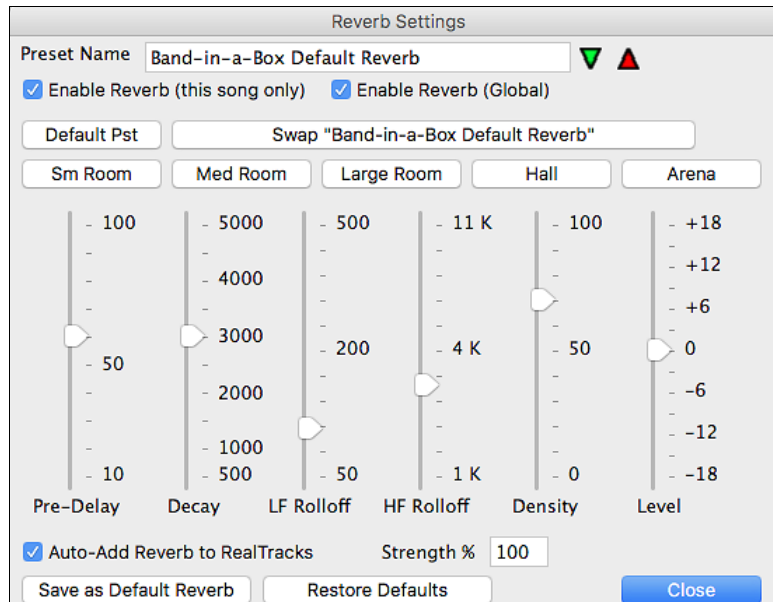 Reverb Settings
Preset Name Band-in-a-Box Default Reverb
Enable Reverb (this song only) Enable Reverb (Global)
Default Pst Swap "Band-in-a-Box Default Reverb"
Sm Room Med Room Large Room Hall Arena
100 5000 500 11 K 100 +18
4000 +12
+6
3000 200 4 K 50 0
50
2000 -6
1000 -12
10 500 50 1 K 0 -18
Pre-Delay Decay LF Rolloff HF Rolloff Density Level
Auto-Add Reverb to RealTracks Strength % 100
Save as Default Reverb Restore Defaults Close